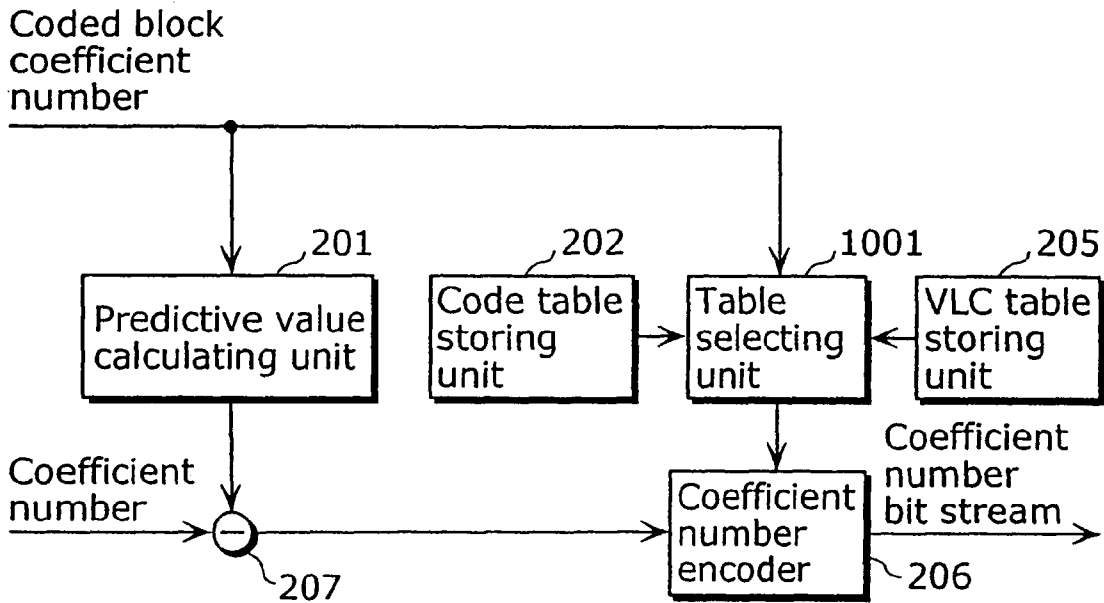 Coded block
coefficient
number
201
202
1001
205
Predictive value
calculating unit
Code table
storing
unit
Table
selecting
unit
VLC table
storing
unit
Coefficient
number
Coefficient
number
encoder
Coefficient
number
bit stream
207
206